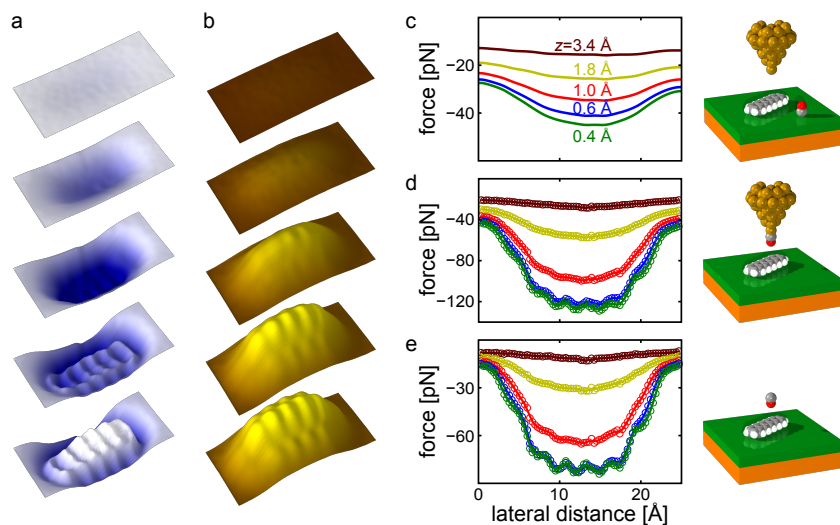 a
b
c
d
e
force [pN]
−20
−40
z=3.4 Å
1.8 Å
1.0 Å
0.6 Å
0.4 Å
force [pN]
−40
−80
−120
force [pN]
−30
−60
0
10
20
lateral distance [Å]